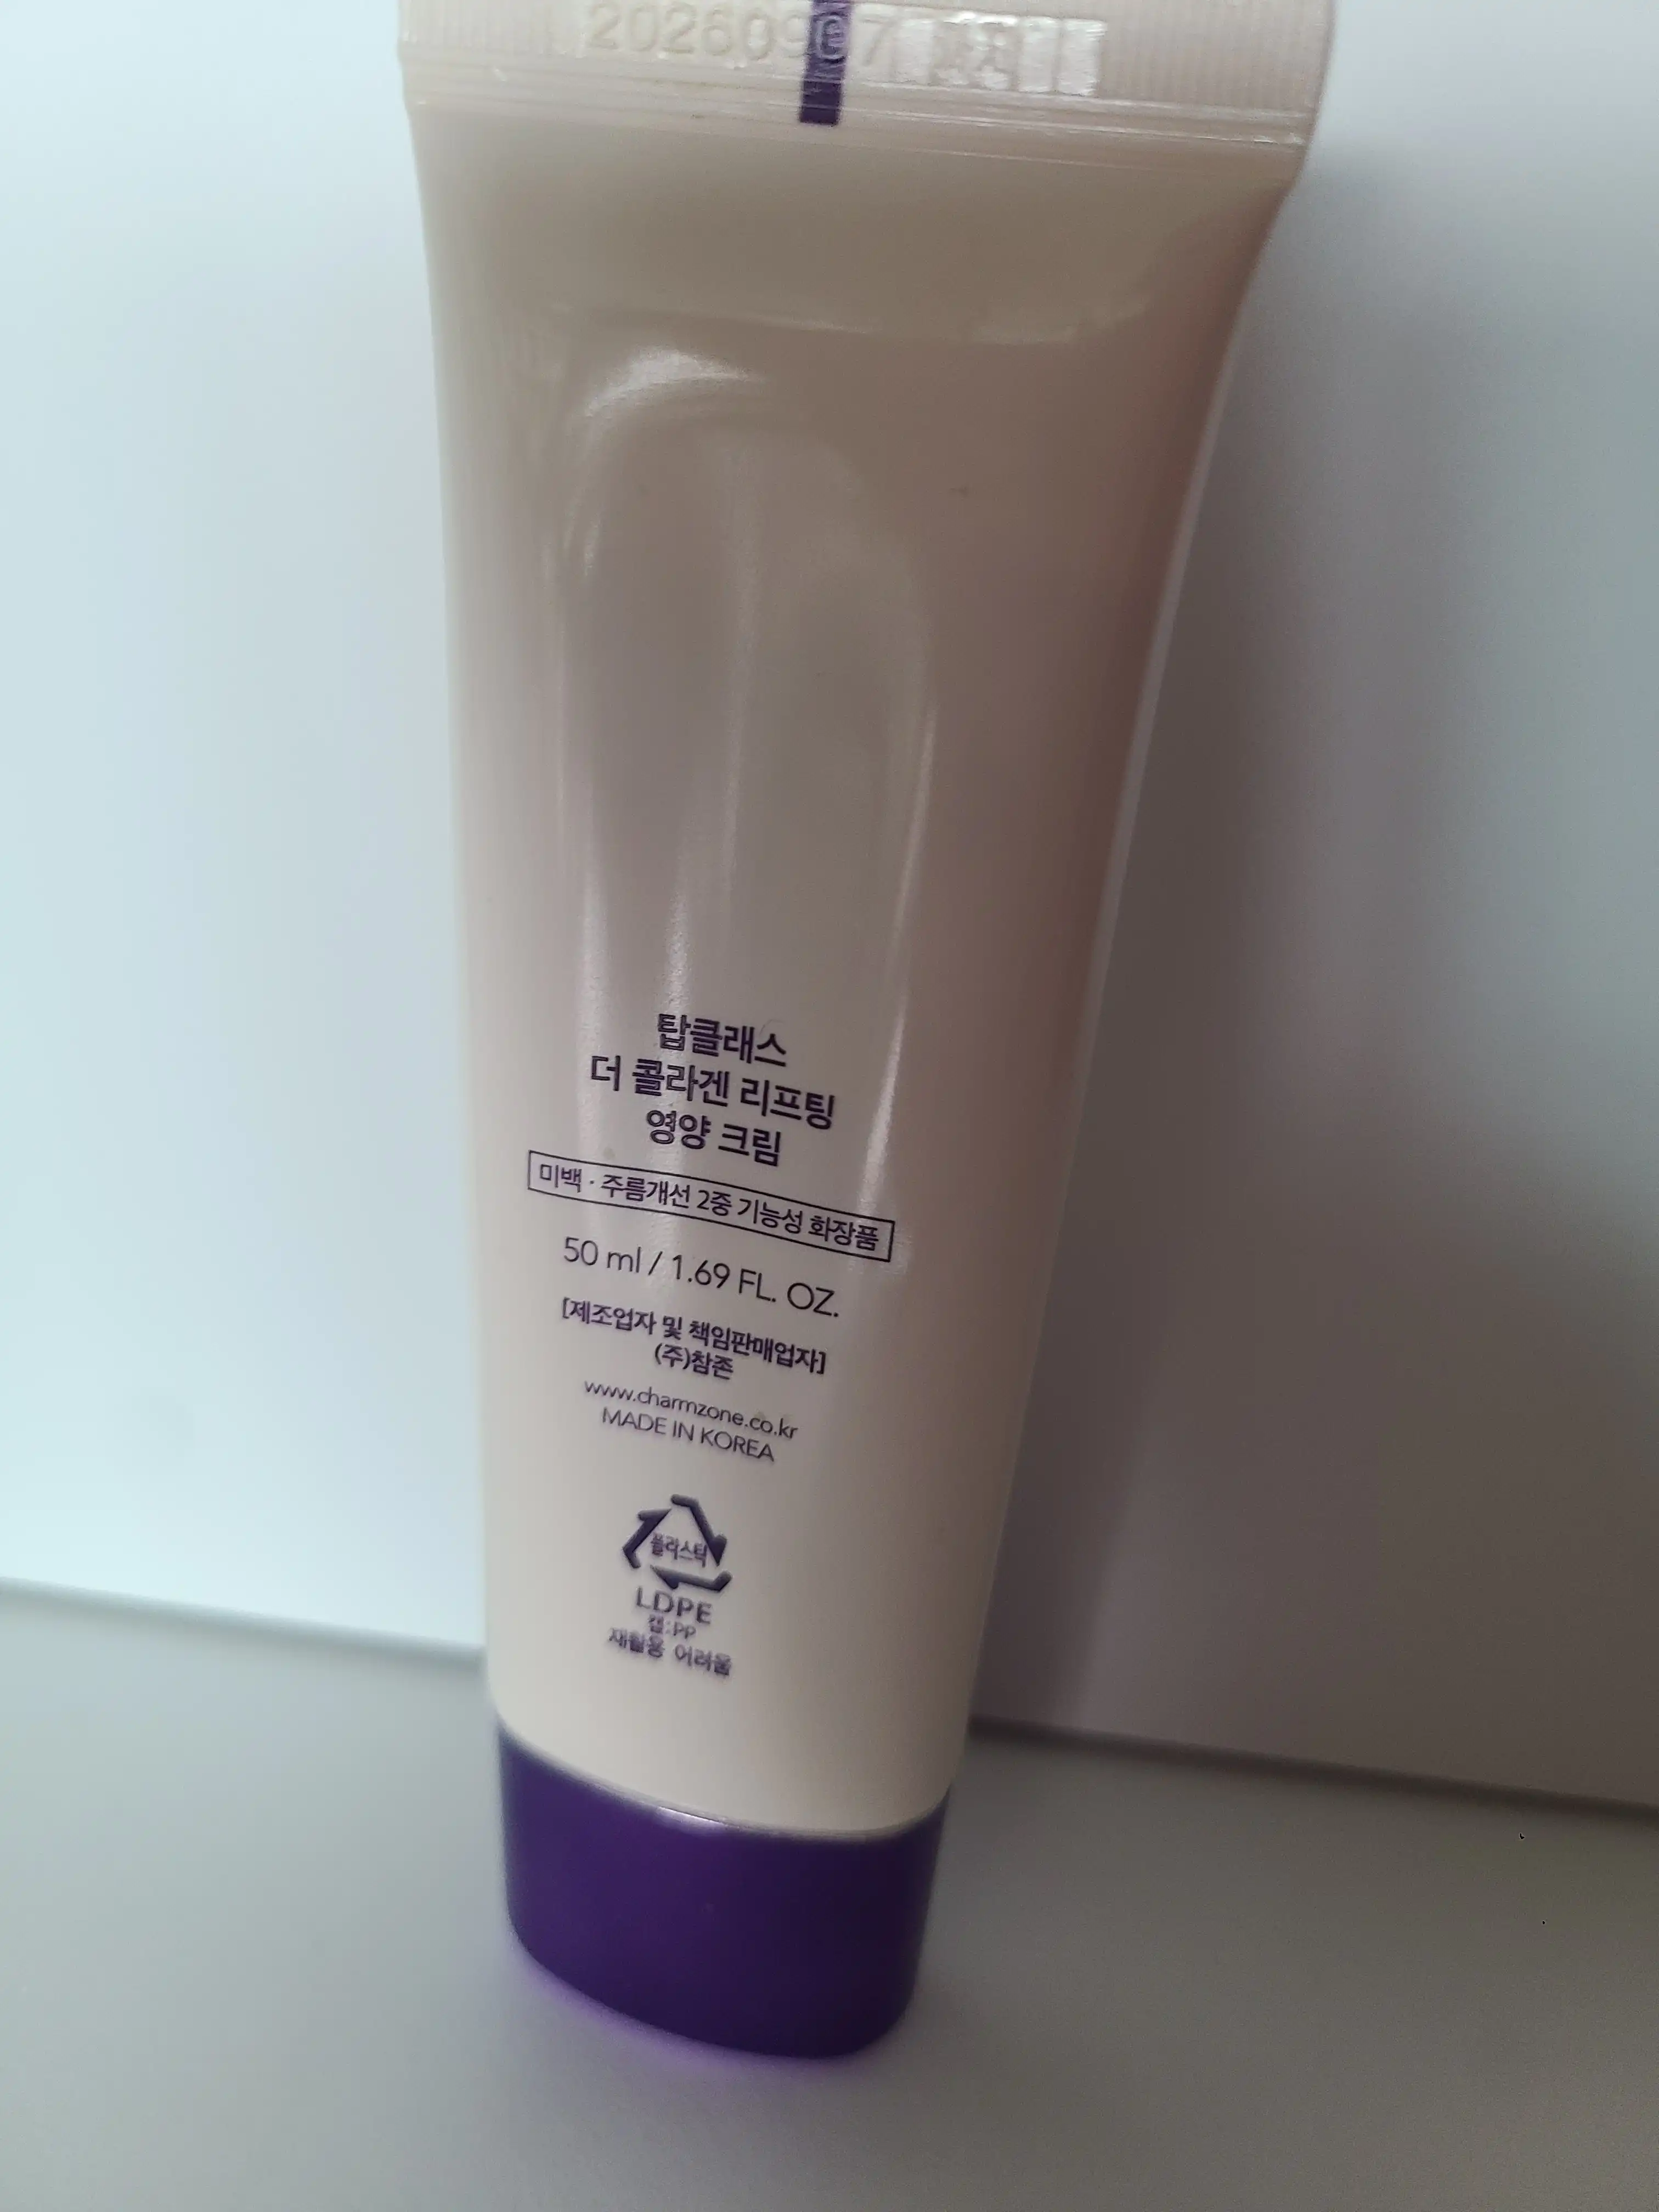 20260907 까지
탑클래스
더 콜라겐 리프팅
영양 크림
미백 · 주름개선 2중 기능성 화장품
50 ml / 1.69 FL. OZ.
[제조업자 및 책임판매업자]
(주)참존
www.charmzone.co.kr
MADE IN KOREA
플라스틱
LDPE
캡:PP
재활용 어려움